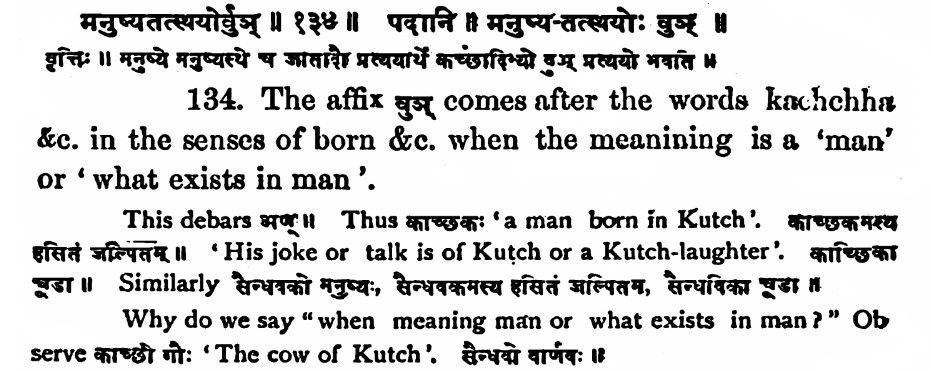 मनुष्यतत्स्थयोर्वुञ् ॥ १३४ ॥ पदानि ॥ मनुष्य-तत्स्थयोः वुञ् ॥
वृत्तिः ॥ मनुष्ये मनुष्यस्थे च जातादौ प्रत्ययार्थे कच्छादिभ्यो वुञ् प्रत्ययो भवति ॥
134. The affix वुञ् comes after the words kachchha
&c. in the senses of born &c. when the meanining is a ‘man’
or ‘ what exists in man ’.
This debars अण् ॥ Thus काच्छकः ‘a man born in Kutch’. काच्छकमस्य
हसितं जल्पितम् ॥ ‘His joke or talk is of Kutch or a Kutch-laughter’. काच्छिका
चूडा ॥ Similarly सैन्धवको मनुष्यः, सैन्धवकमस्य हसितं जल्पितम, सैन्धविका चूडा ॥
Why do we say “when meaning man or what exists in man?” Ob
serve काच्छी गौः ‘The cow of Kutch’. सैन्धवो वार्णवः ॥